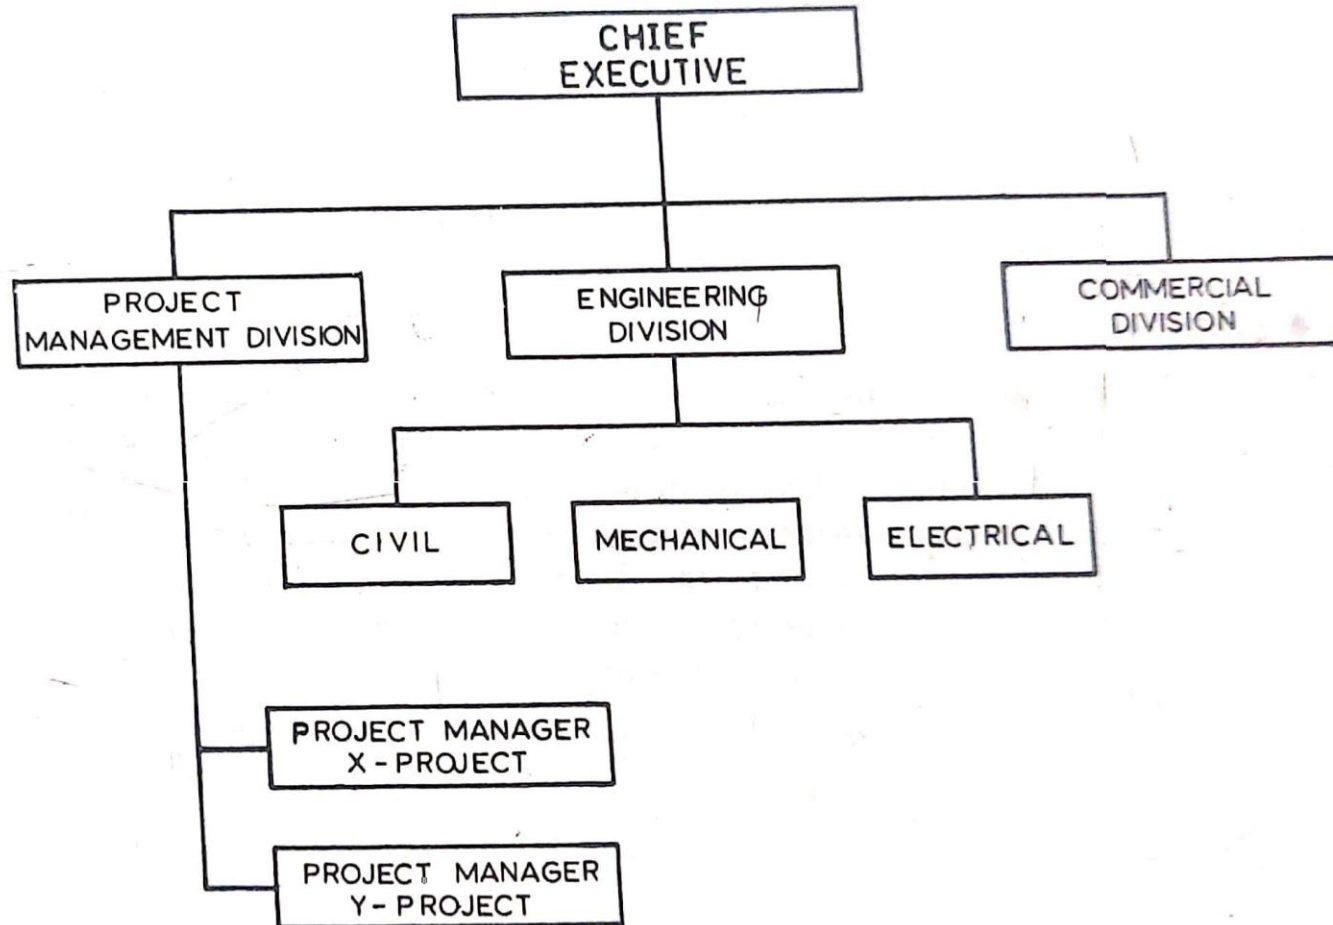 CHIEF
EXECUTIVE
PROJECT
MANAGEMENT DIVISION
ENGINEERING
DIVISION
COMMERCIAL
DIVISION
CIVIL
MECHANICAL
ELECTRICAL
PROJECT MANAGER
X-PROJECT
PROJECT MANAGER
Y-PROJECT